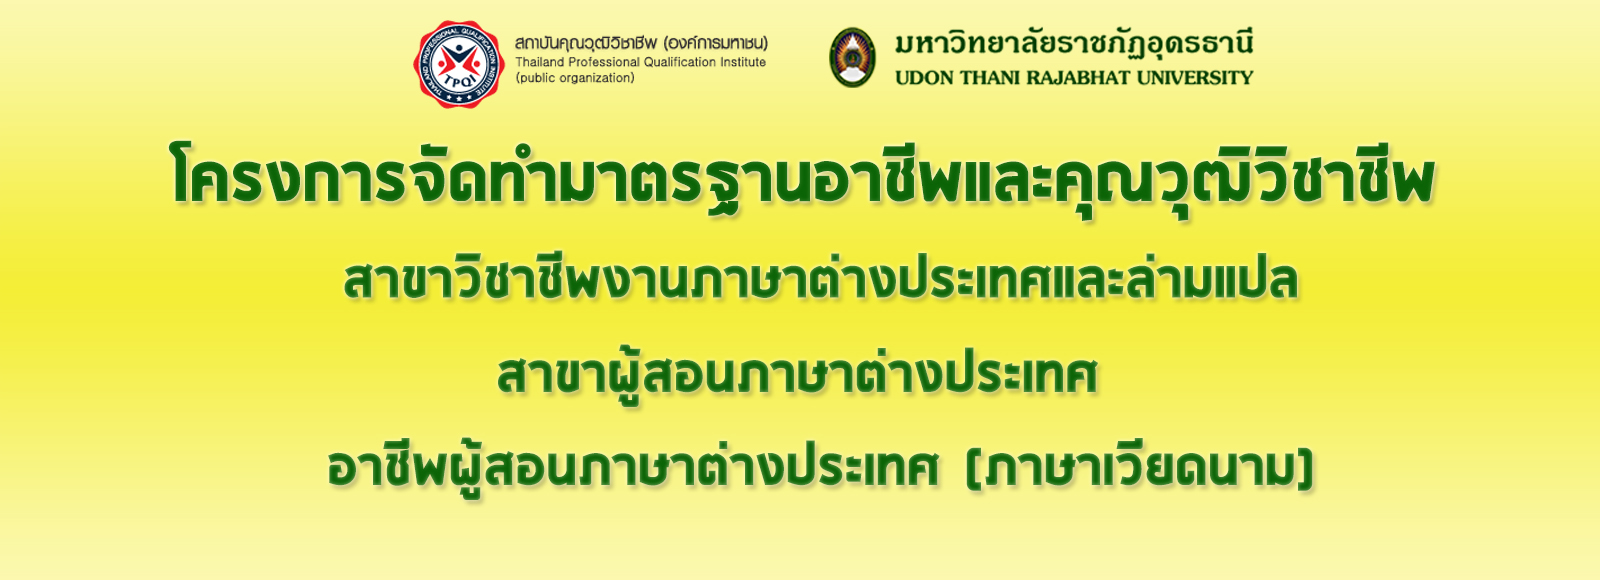 สถาบันคุณวุฒิวิชาชีพ (องค์การมหาชน)
Thailand Professional Qualification Institute
(public organization)
THAILAND PROFESSIONAL QUALIFICATION INSTITUTE
TPQI
มหาวิทยาลัยราชภัฏอุดรธานี
UDON THANI RAJABHAT UNIVERSITY
โครงการจัดทำมาตรฐานอาชีพและคุณวุฒิวิชาชีพ
สาขาวิชาชีพงานภาษาต่างประเทศและล่ามแปล
สาขาผู้สอนภาษาต่างประเทศ
อาชีพผู้สอนภาษาต่างประเทศ (ภาษาเวียดนาม)